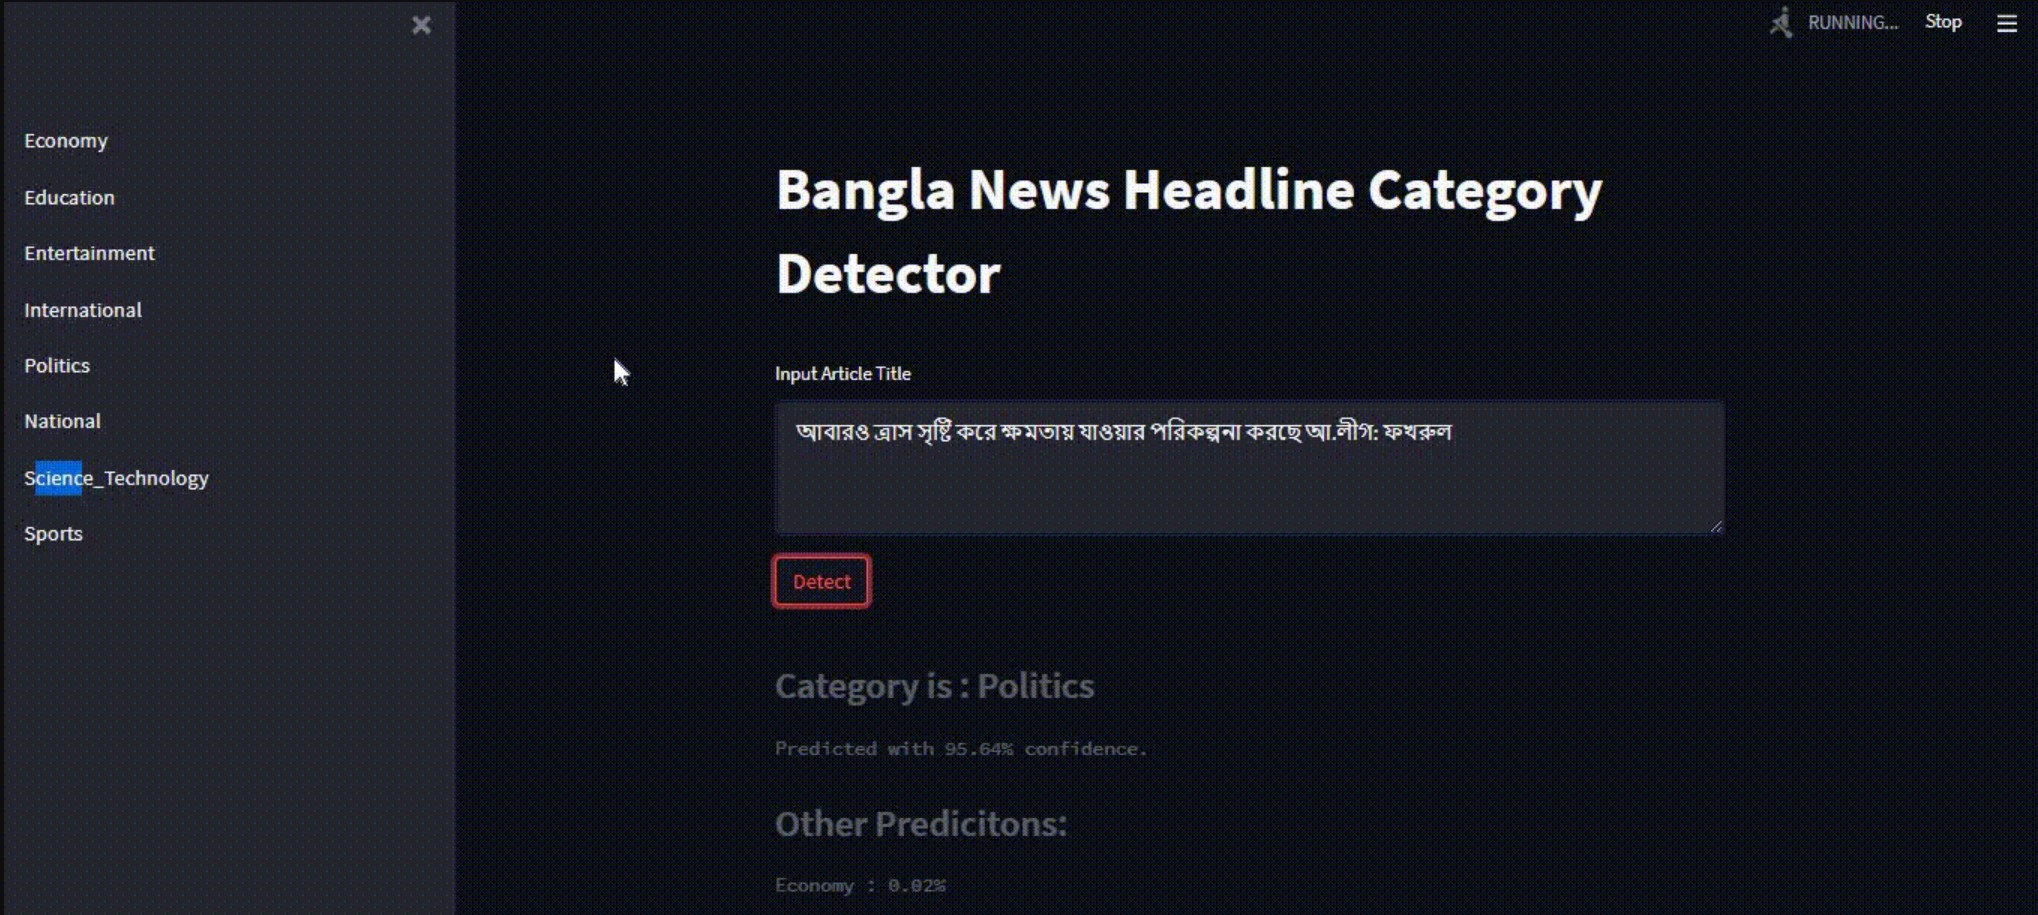 RUNNING...
Stop
Economy
Education
Entertainment
International
Politics
National
Science_Technology
Sports
Bangla News Headline Category
Detector
Input Article Title
আবারও ত্রাস সৃষ্টি করে ক্ষমতায় যাওয়ার পরিকল্পনা করছে আ.লীগ: ফখরুল
Detect
Category is : Politics
Predicted with 95.64% confidence.
Other Predicitons:
Economy : 0.02%